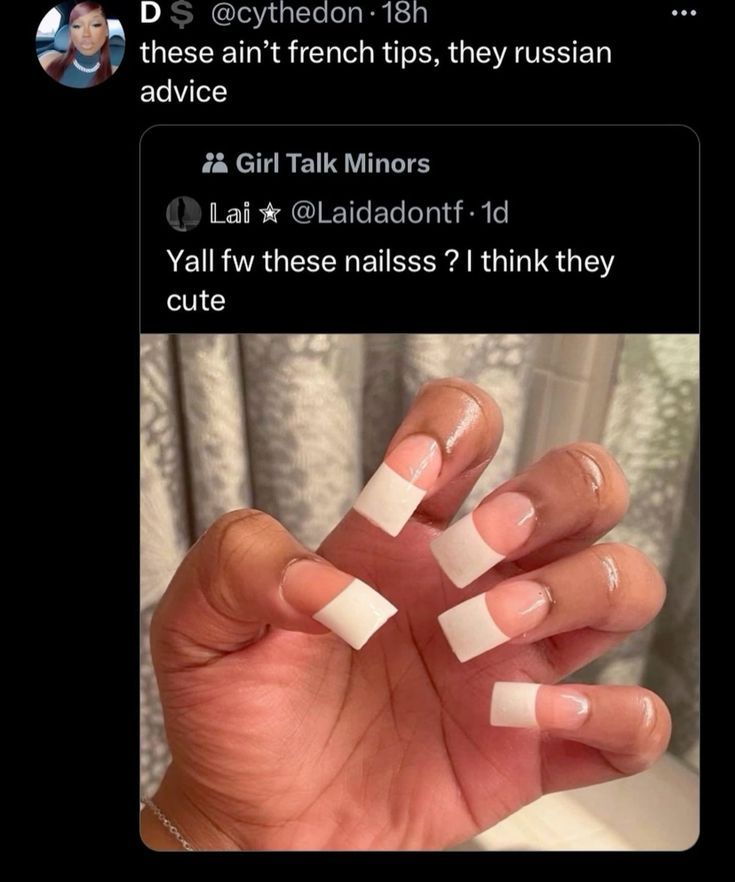 D$ @cythedon · 18h
these ain't french tips, they russian
advice
Girl Talk Minors
Lai ☆ @Laidadontf · 1d
Yall fw these nailsss ? I think they
cute